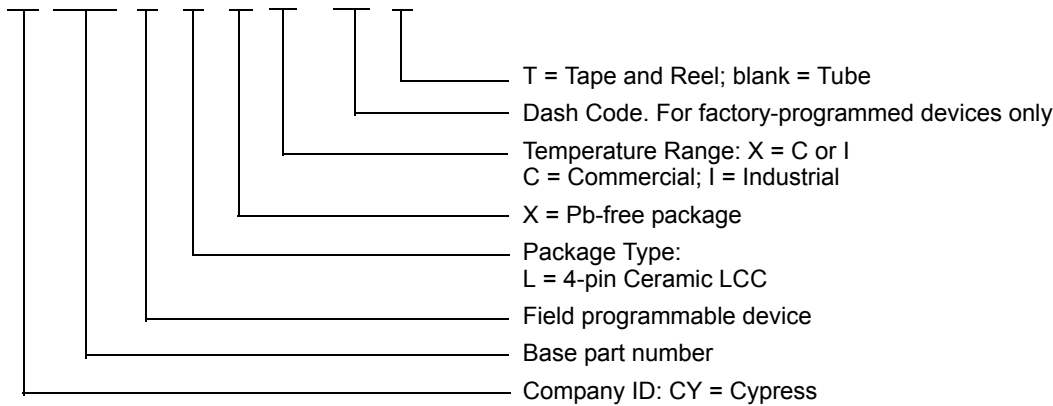 T = Tape and Reel; blank = Tube
Dash Code. For factory-programmed devices only
Temperature Range: X = C or I
C = Commercial; I = Industrial
X = Pb-free package
Package Type:
L = 4-pin Ceramic LCC
Field programmable device
Base part number
Company ID: CY = Cypress